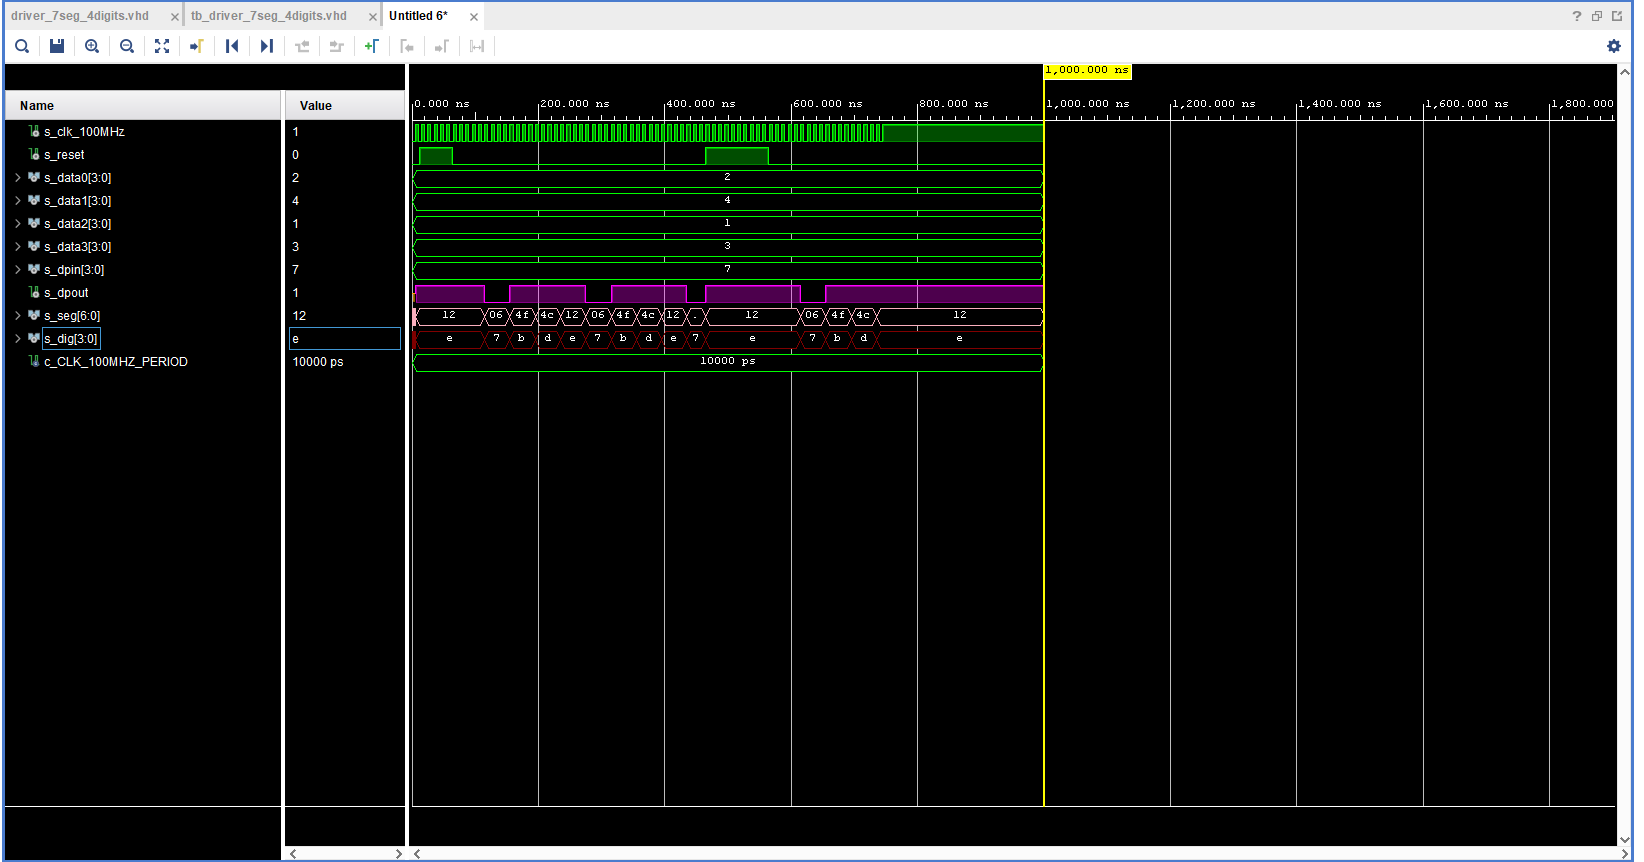 driver_7seg_4digits.vhd × tb_driver_7seg_4digits.vhd × Untitled 6* × ?
1,000.000 ns
Name Value 0.000 ns 200.000 ns 400.000 ns 600.000 ns 800.000 ns 1,000.000 ns 1,200.000 ns 1,400.000 ns 1,600.000 ns 1,800.000
s_clk_100MHz 1
s_reset 0
s_data0[3:0] 2 2
s_data1[3:0] 4 4
s_data2[3:0] 1 1
s_data3[3:0] 3 3
s_dpin[3:0] 7 7
s_dpout 1
s_seg[6:0] 12 12 06 4f 4c 12 06 4f 4c 12 . 12 06 4f 4c 12
s_dig[3:0] e e 7 b d e 7 b d e 7 e 7 b d e
c_CLK_100MHZ_PERIOD 10000 ps 10000 ps